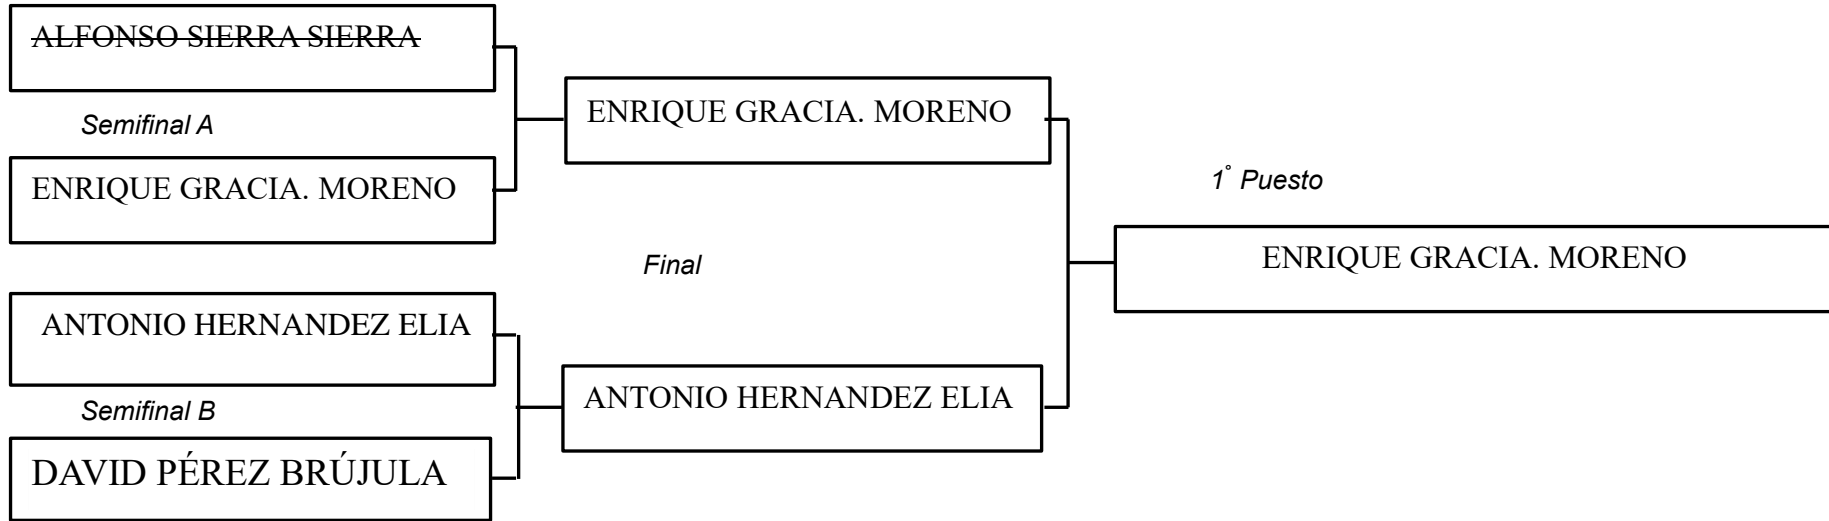 ALFONSO SIERRA SIERRA
Semifinal A
ENRIQUE GRACIA. MORENO
ANTONIO HERNANDEZ ELIA
Semifinal B
DAVID PÉREZ BRÚJULA
ENRIQUE GRACIA. MORENO
Final
ANTONIO HERNANDEZ ELIA
1° Puesto
ENRIQUE GRACIA. MORENO